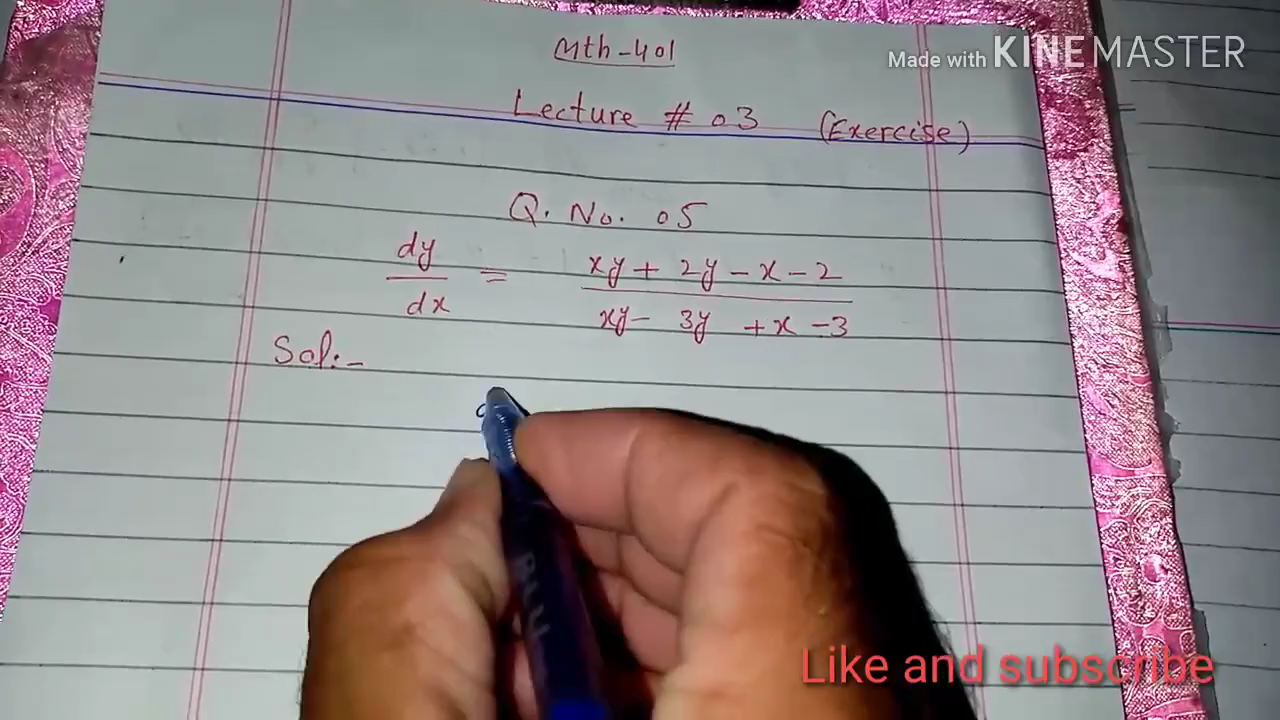 Made with KINEMASTER
Mth-401
Lecture # 03 (Exercise)
Q. No. 05
dy/dx = xy + 2y - x - 2 / xy - 3y + x - 3
Sol:-
Like and subscribe